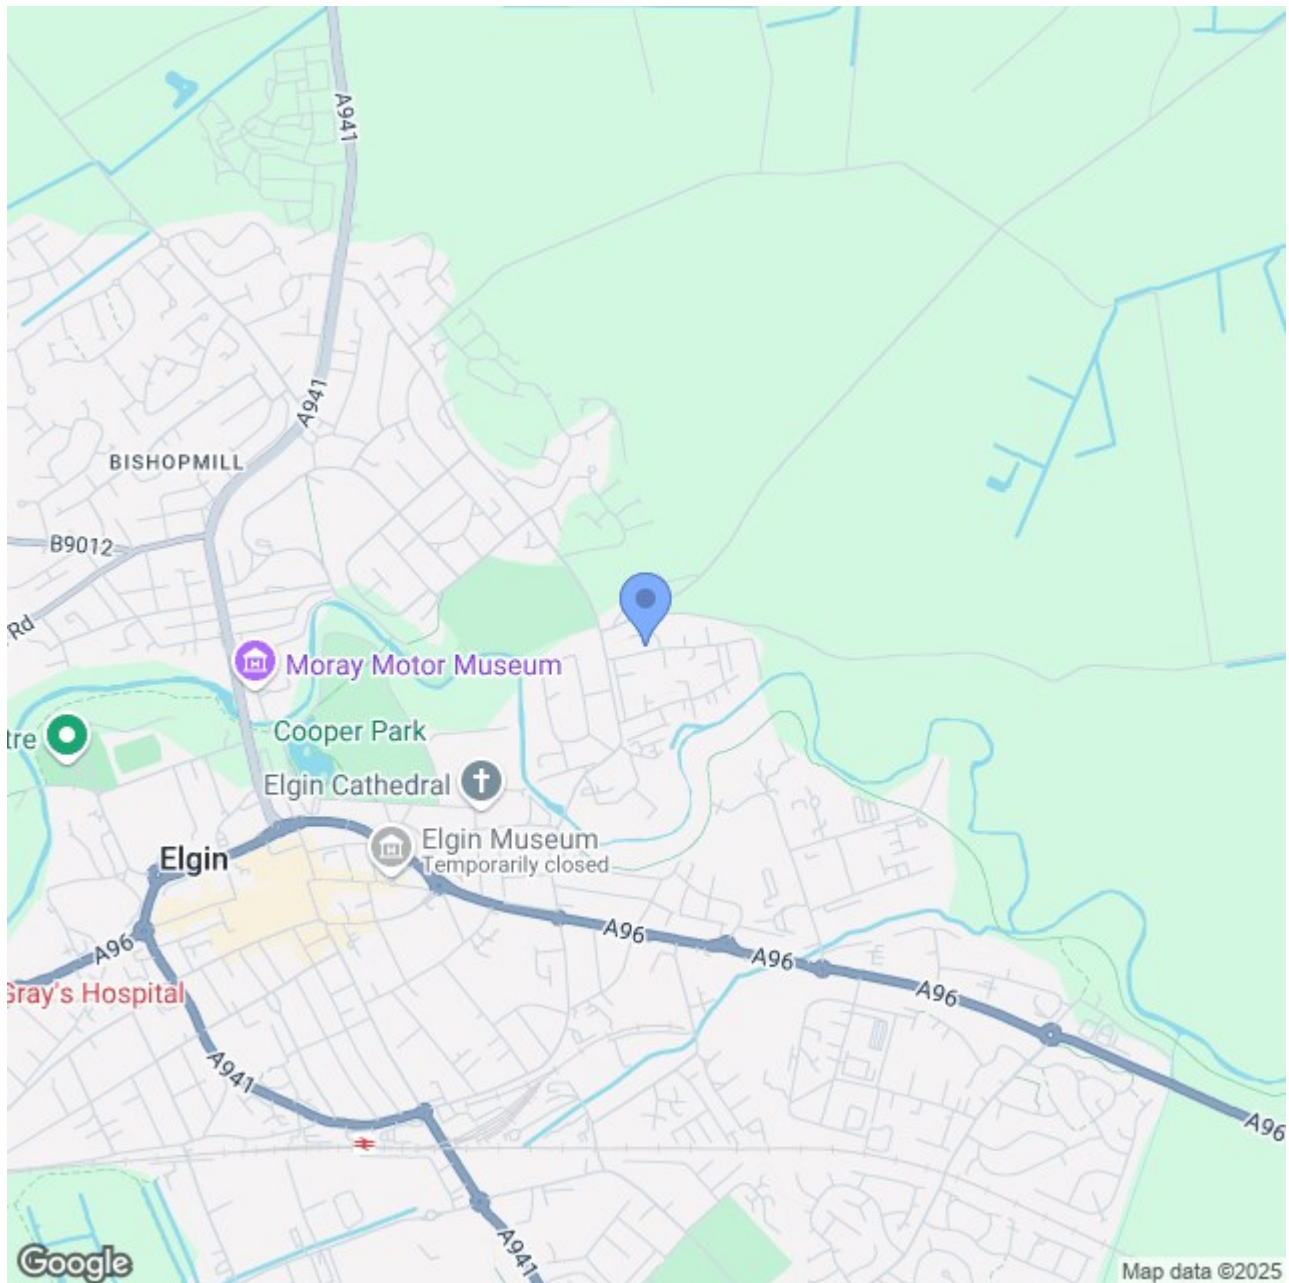 A941
A941
BISHOPMILL
B9012
Rd
Moray Motor Museum
Cooper Park
tre
Elgin Cathedral
Elgin Museum
Temporarily closed
Elgin
A96
A96
A96
A96
Gray's Hospital
A941
A96
A941
Google
Map data ©2025